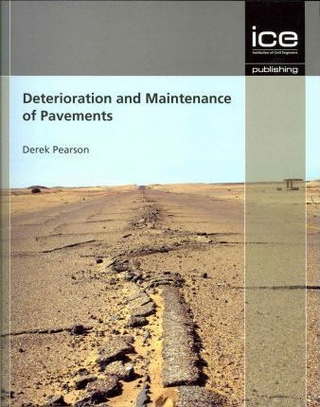 ice
Institution of Civil Engineers
publishing
Deterioration and Maintenance
of Pavements
Derek Pearson